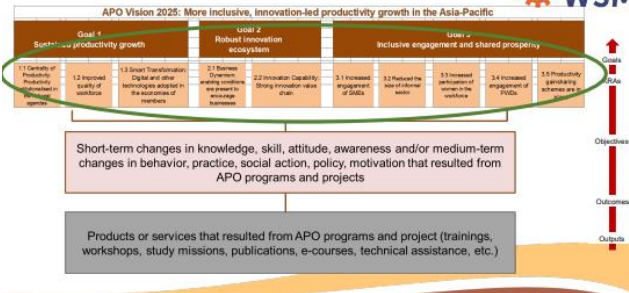 WSM
APO Vision 2025: More inclusive, innovation-led productivity growth in the Asia-Pacific
Goal 1
Sustained productivity growth
Goal 2
Robust innovation
ecosystem
Goal 3
Inclusive engagement and shared prosperity
1.1 Centrality of
Productivity:
Productivity
agendas
1.2 Improved
quality of
workforce
1.3 Smart Transformation:
Digital and other
technologies adopted in
the economies of
members
2.1 Business
Dynamism
enabling conditions
are present to
encourage
businesses
2.2 Innovation Capability:
Strong innovation value
chain
3.1 Increased
engagement
of SMEs
3.2 Reduced the
size of informal
sector
3.3 Increased
participation of
women in the
workforce
3.4 Increased
engagement of
PWDs
3.5 Productivity
gainsharing
schemes are in
Goals
KRAs
Objectives
Outcomes
Outputs
Short-term changes in knowledge, skill, attitude, awareness and/or medium-term
changes in behavior, practice, social action, policy, motivation that resulted from
APO programs and projects
Products or services that resulted from APO programs and project (trainings,
workshops, study missions, publications, e-courses, technical assistance, etc.)